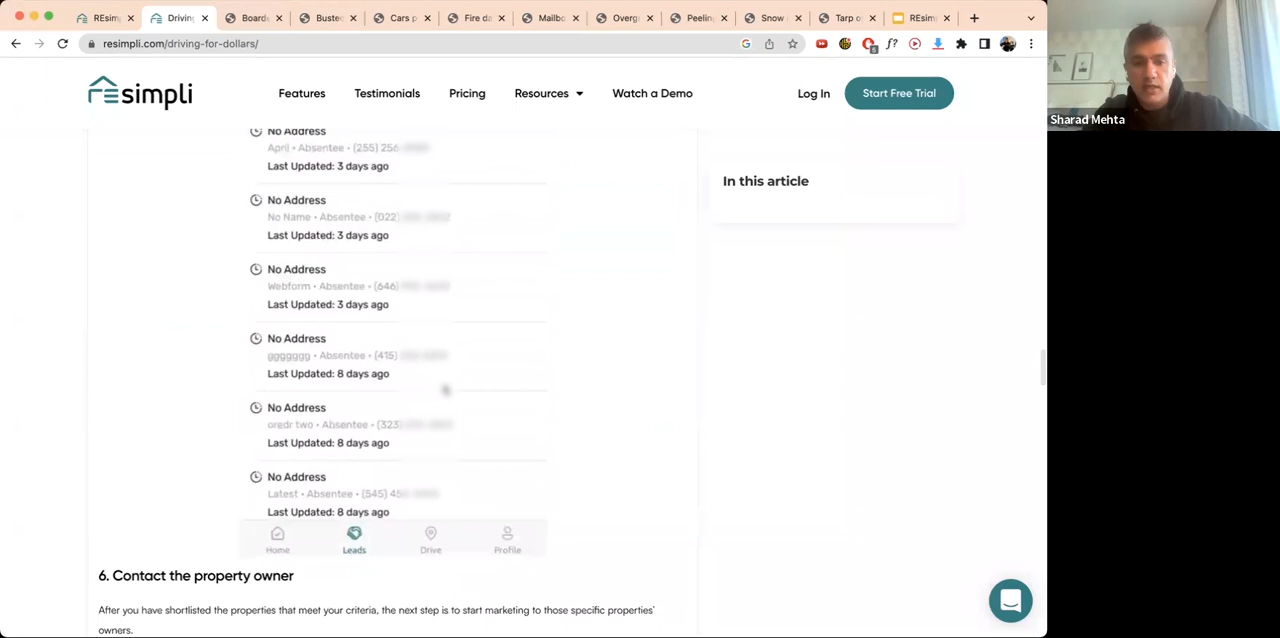 REsim
Drivin
Board
Buste
Cars p
Fire da
Mailbo
Overg
Peelin
Snow
Tarp o
REsim
resimpli.com/driving-for-dollars/
REsimpli
Features
Testimonials
Pricing
Resources
Watch a Demo
Log In
Start Free Trial
Sharad Mehta
No Address
April • Absentee • (255) 256
Last Updated: 3 days ago
In this article
No Address
No Name • Absentee • (022)
Last Updated: 3 days ago
No Address
Webform • Absentee • (646)
Last Updated: 3 days ago
No Address
ggggggg • Absentee • (415)
Last Updated: 8 days ago
No Address
oredr two • Absentee • (323)
Last Updated: 8 days ago
No Address
Latest • Absentee • (545) 45
Last Updated: 8 days ago
Home
Leads
Drive
Profile
6. Contact the property owner
After you have shortlisted the properties that meet your criteria, the next step is to start marketing to those specific properties'
owners.